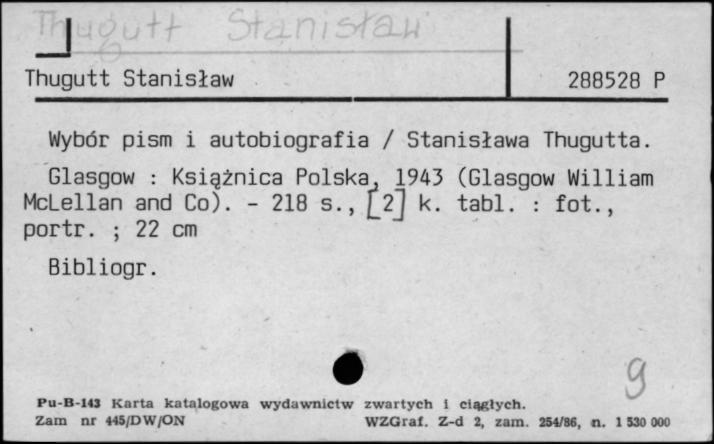 Thugutt Stanisław
Thugutt Stanisław 288528 P
Wybór pism i autobiografia / Stanisława Thugutta.
Glasgow : Książnica Polska, 1943 (Glasgow William
McLellan and Co). - 218 s., [2] k. tabl. : fot.,
portr. ; 22 cm
Bibliogr.
g
Pu-B-143 Karta katalogowa wydawnictw zwartych i ciągłych.
Zam nr 445/DW/ON WZGraf. Z-d 2, zam. 254/86, n. 1 530 000